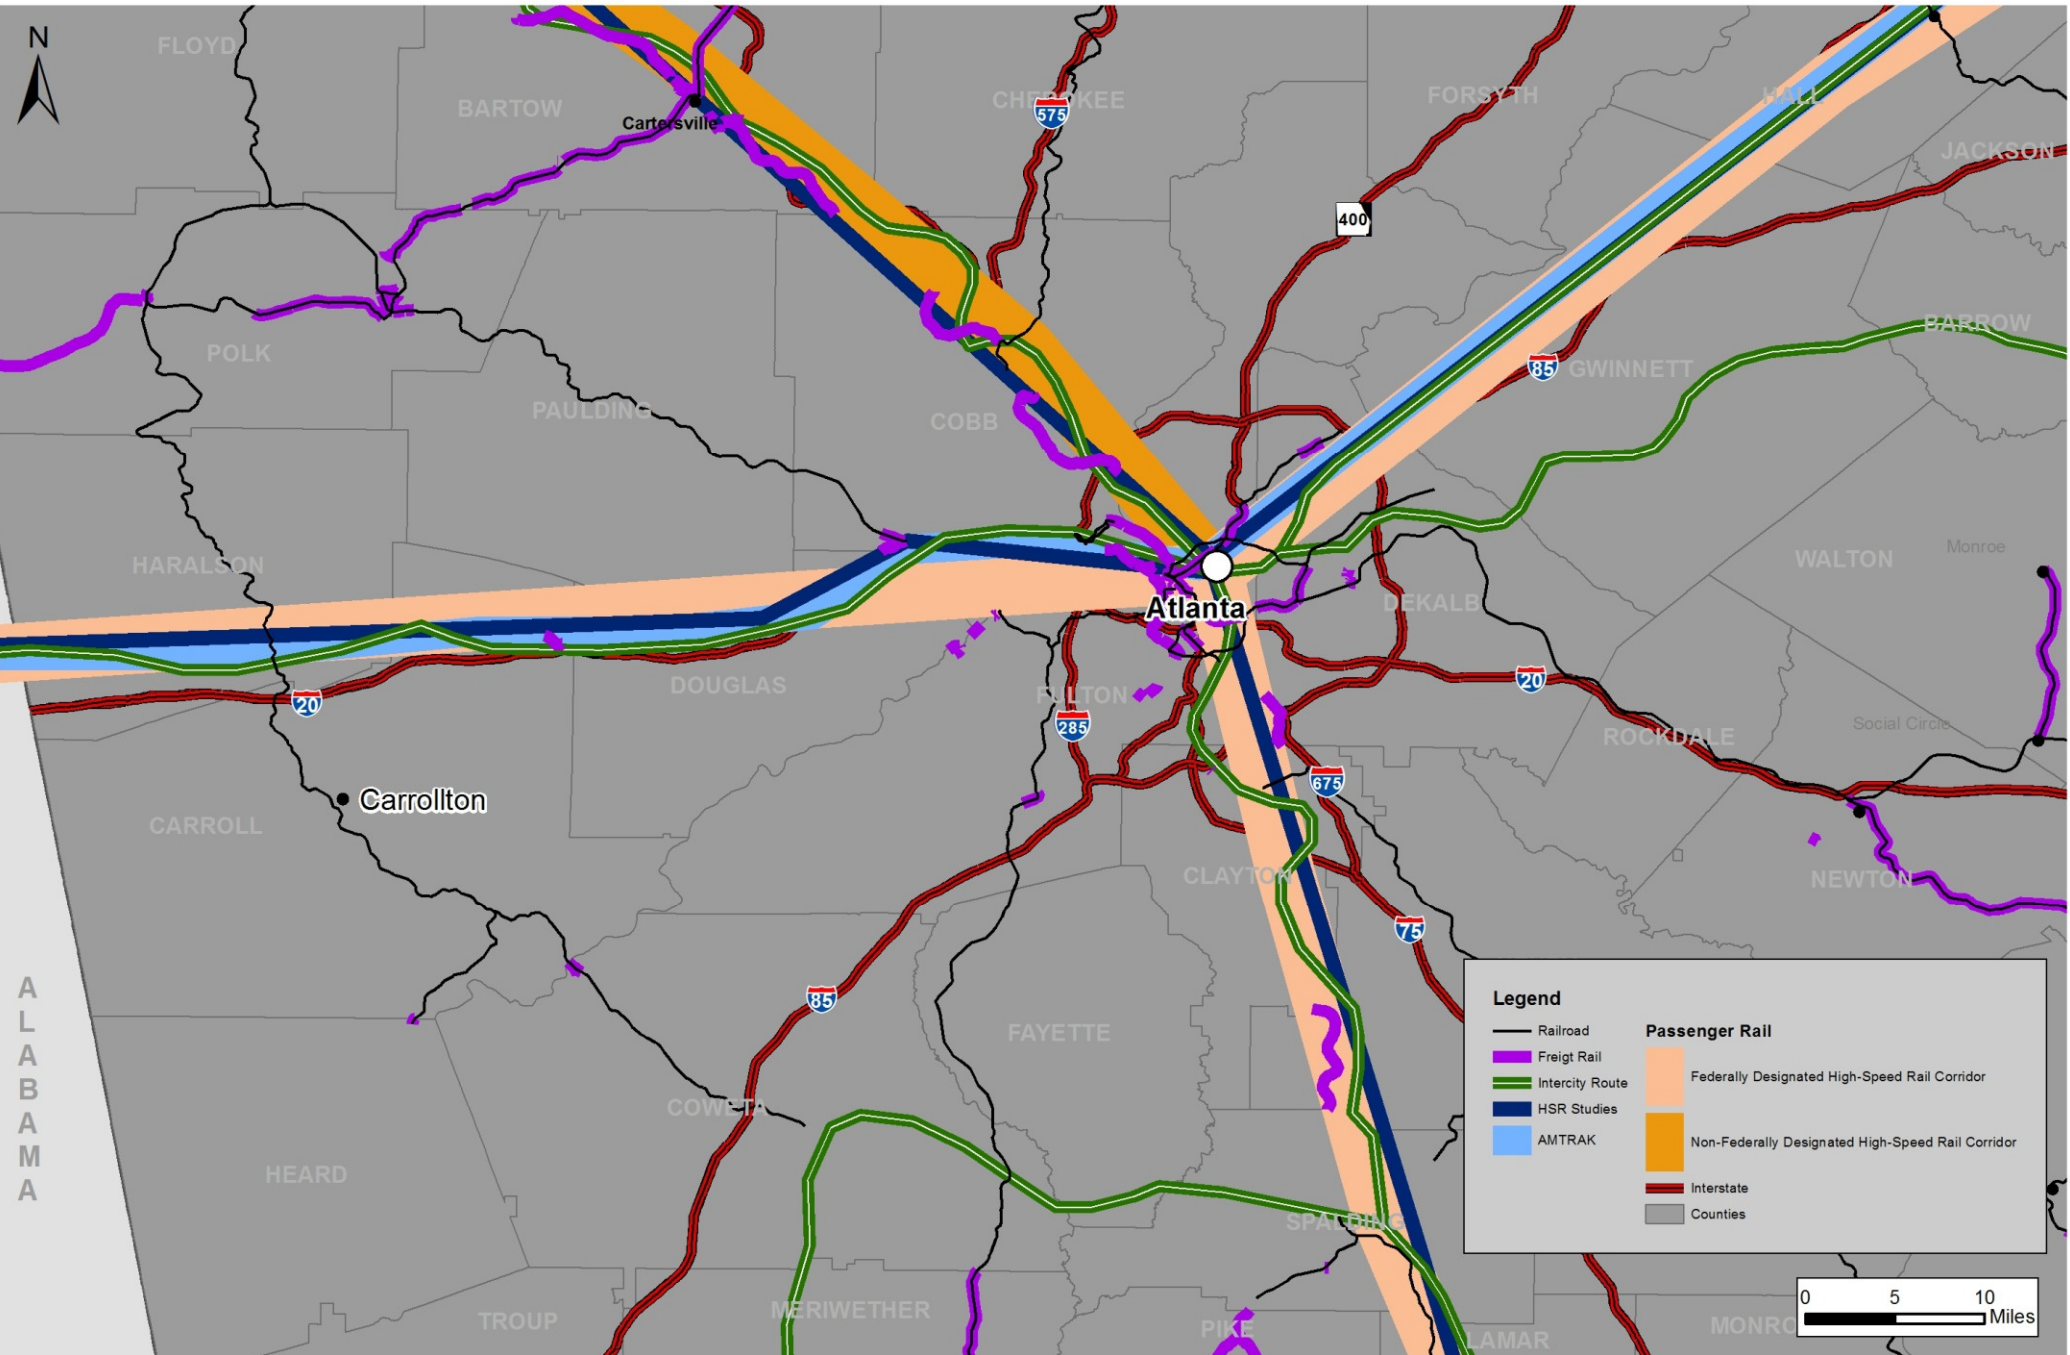 N
FLOYD
BARTOW
Cartersville
CHEROKEE
575
FORSYTH
HALL
JACKSON
400
POLK
PAULDING
COBB
85
GWINNETT
BARROW
HARALSON
Atlanta
DEKALB
WALTON
Monroe
20
DOUGLAS
FULTON
285
20
ROCKDALE
Social Circle
675
Carrollton
CARROLL
CLAYTON
NEWTON
75
85
FAYETTE
ALABAMA
COWETA
HEARD
SPALDING
TROUP
MERIWETHER
PIKE
LAMAR
MONRO
Legend
Railroad
Freigt Rail
Intercity Route
HSR Studies
AMTRAK
Passenger Rail
Federally Designated High-Speed Rail Corridor
Non-Federally Designated High-Speed Rail Corridor
Interstate
Counties
0 5 10
Miles